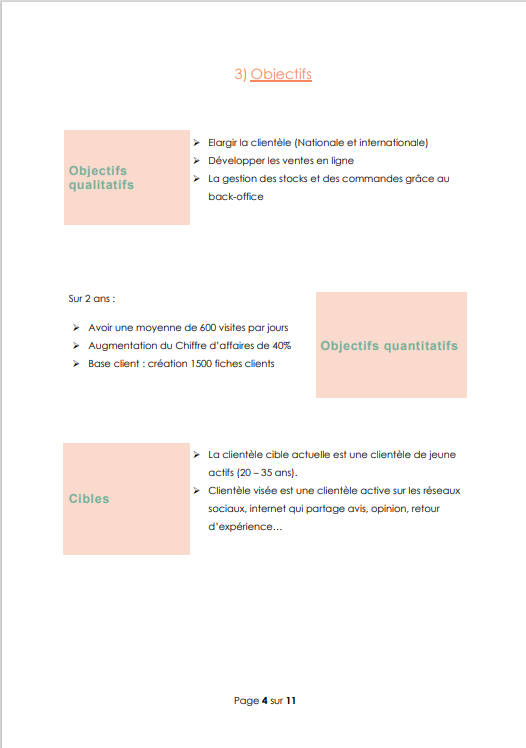 3) Objectifs
Objectifs
qualitatifs
➢ Elargir la clientèle (Nationale et internationale)
➢ Développer les ventes en ligne
➢ La gestion des stocks et des commandes grâce au
back-office
Sur 2 ans :
➢ Avoir une moyenne de 600 visites par jours
➢ Augmentation du Chiffre d’affaires de 40%
➢ Base client : création 1500 fiches clients
Objectifs quantitatifs
Cibles
➢ La clientèle cible actuelle est une clientèle de jeune
actifs (20 – 35 ans).
➢ Clientèle visée est une clientèle active sur les réseaux
sociaux, internet qui partage avis, opinion, retour
d’expérience…
Page 4 sur 11